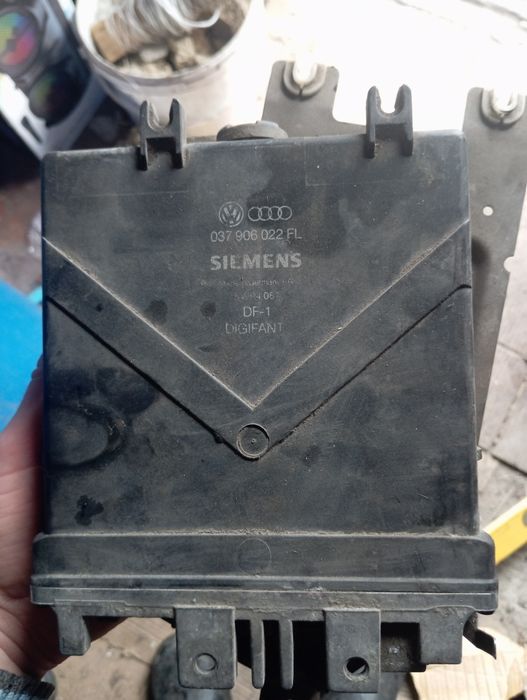 037 906 022 FL
SIEMENS
DF-1
DIGIFANT